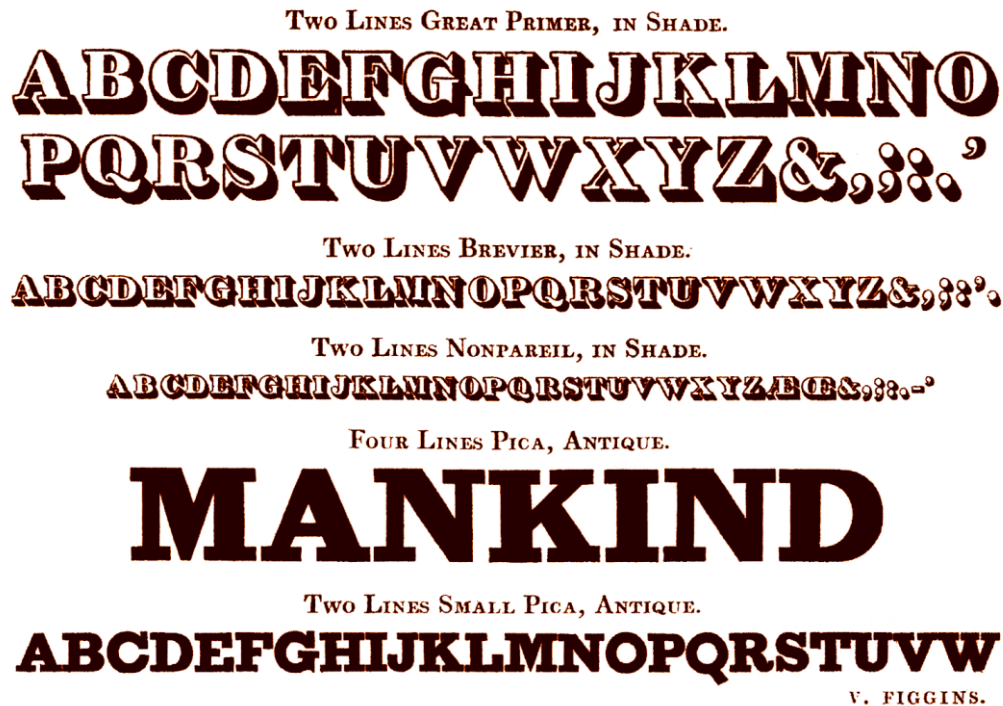 Two Lines Great Primer, in Shade.
ABCDEFGHIJKLMNO
PQRSTUVWXYZ&,;:.’
Two Lines Brevier, in Shade.
ABCDEFGHIJKLMNOPQRSTUVWXYZ&,;:’.
Two Lines Nonpareil, in Shade.
ABCDEFGHIJKLMNOPQRSTUVWXYZÆŒ&,;:.-’
Four Lines Pica, Antique.
MANKIND
Two Lines Small Pica, Antique.
ABCDEFGHIJKLMNOPQRSTUVW
V. FIGGINS.